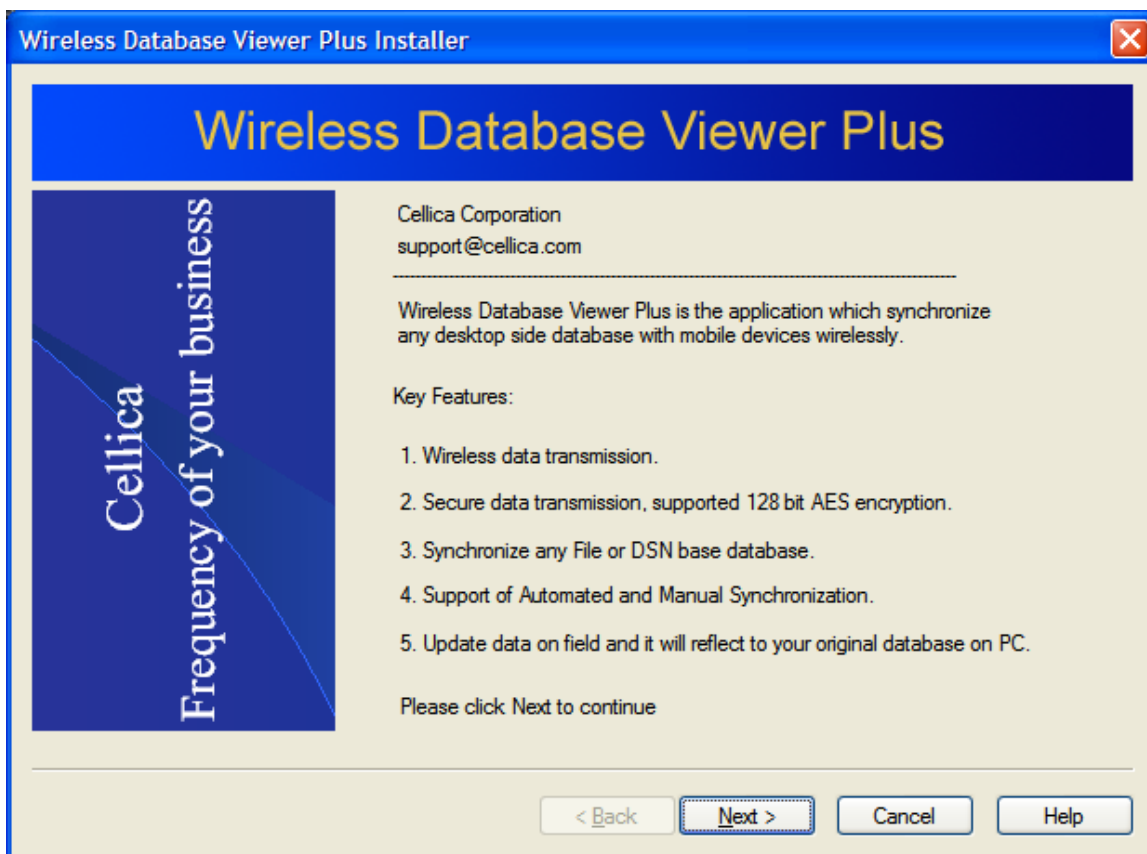 Wireless Database Viewer Plus Installer
Wireless Database Viewer Plus
Cellica
Frequency of your business
Cellica Corporation
support@cellica.com
Wireless Database Viewer Plus is the application which synchronize
any desktop side database with mobile devices wirelessly.
Key Features:
1. Wireless data transmission.
2. Secure data transmission, supported 128 bit AES encryption.
3. Synchronize any File or DSN base database.
4. Support of Automated and Manual Synchronization.
5. Update data on field and it will reflect to your original database on PC.
Please click Next to continue
< Back
Next >
Cancel
Help